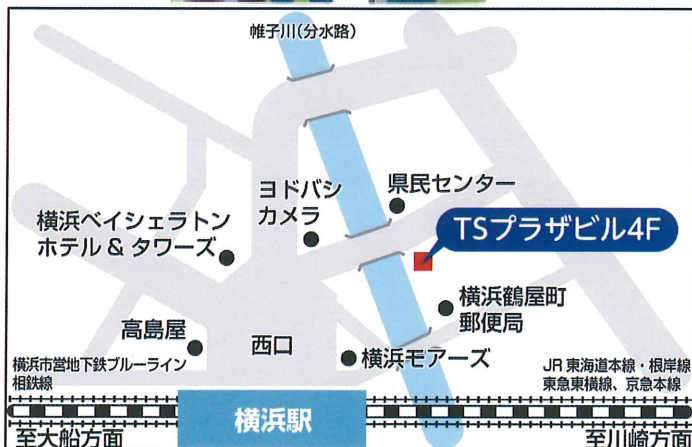 帷子川(分水路)
ヨドバシ
カメラ
県民センター
横浜ベイシェラトン
ホテル & タワーズ
TSプラザビル4F
横浜鶴屋町
郵便局
高島屋
西口
横浜モアーズ
横浜市営地下鉄ブルーライン
相鉄線
JR 東海道本線・根岸線
東急東横線、京急本線
横浜駅
至大船方面
至川崎方面